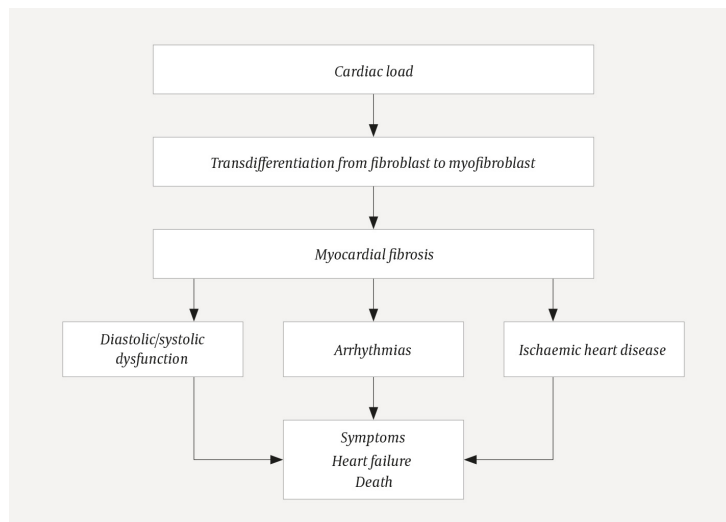 Cardiac load
Transdifferentiation from fibroblast to myofibroblast
Myocardial fibrosis
Diastolic/systolic
dysfunction
Arrhythmias
Ischaemic heart disease
Symptoms
Heart failure
Death